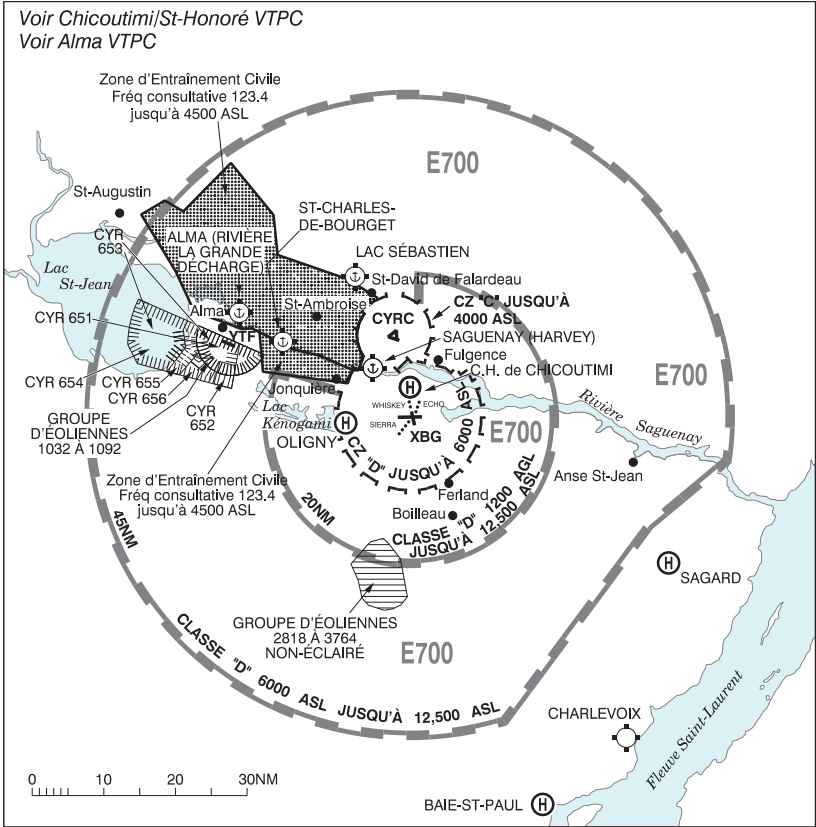 Voir Chicoutimi/St-Honoré VTPC
Voir Alma VTPC
Zone d'Entraînement Civile
Fréq consultative 123.4
jusqu'à 4500 ASL
E700
St-Augustin
ST-CHARLES-
DE-BOURGET
CYR
653
ALMA (RIVIÈRE
LA GRANDE
DÉCHARGE)
LAC SÉBASTIEN
Lac
St-Jean
St-David de Falardeau
CZ "C" JUSQU'À
4000 ASL
Alma
St-Ambroise
CYRC
CYR 651
YTF
SAGUENAY (HARVEY)
Fulgence
C.H. de CHICOUTIMI
E700
CYR 654
CYR 655
CYR 656
Jonquière
H
WHISKEY
ECHO
Rivière Saguenay
GROUPE
D'ÉOLIENNES
1032 À 1092
CYR
652
Lac
Kénogami
OLIGNY
H
SIERRA
XBG
E700
CZ "D" JUSQU'À 6000 ASL
Anse St-Jean
Zone d'Entraînement Civile
Fréq consultative 123.4
jusqu'à 4500 ASL
Ferland
Boilleau
20NM
CLASSE "D" 1200 AGL
JUSQU'À 12,500 ASL
45NM
H
SAGARD
GROUPE D'ÉOLIENNES
2818 À 3764
NON-ÉCLAIRÉ
E700
CLASSE "D" 6000 ASL JUSQU'À 12,500 ASL
CHARLEVOIX
Fleuve Saint-Laurent
0 10 20 30NM
BAIE-ST-PAUL
H